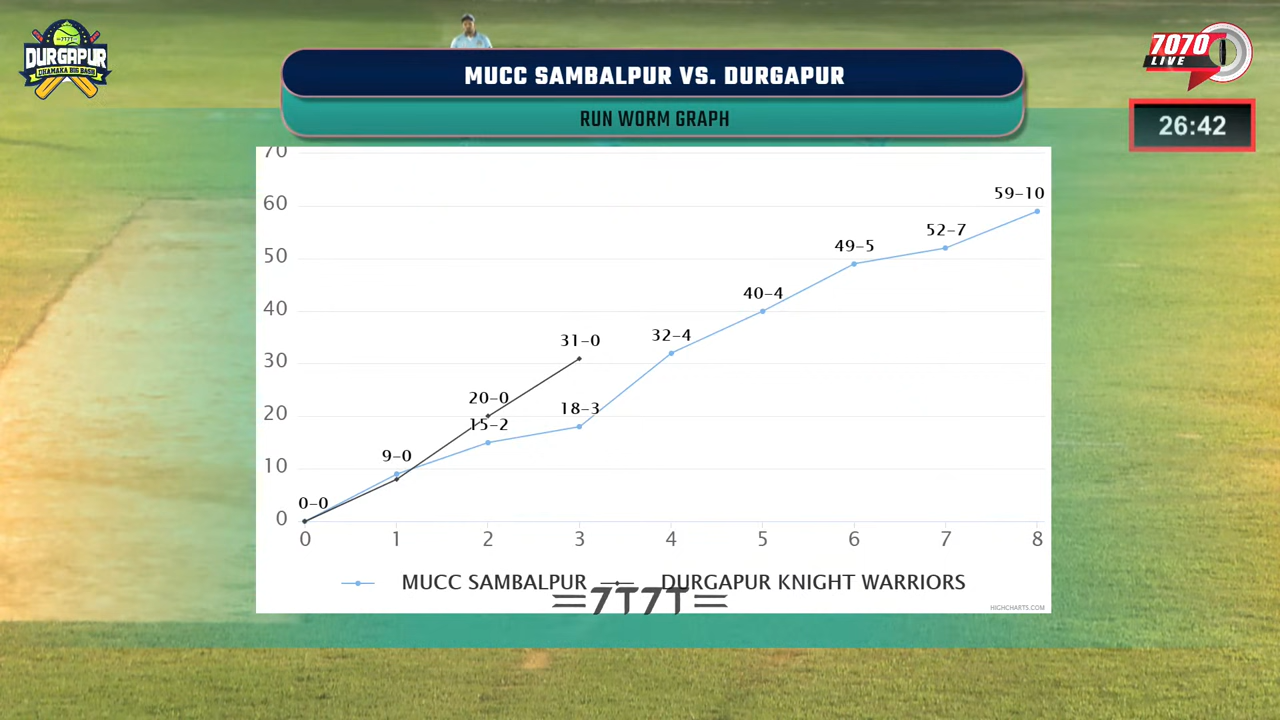 DURGAPUR
DHAMAKA BIG BASH
7070
LIVE
26:42
MUCC SAMBALPUR VS. DURGAPUR
RUN WORM GRAPH
70
60
50
40
30
20
10
0
0-0
9-0
15-2
20-0
18-3
31-0
32-4
40-4
49-5
52-7
59-10
0 1 2 3 4 5 6 7 8
MUCC SAMBALPUR DURGAPUR KNIGHT WARRIORS
7T7T
HIGHCHARTS.COM